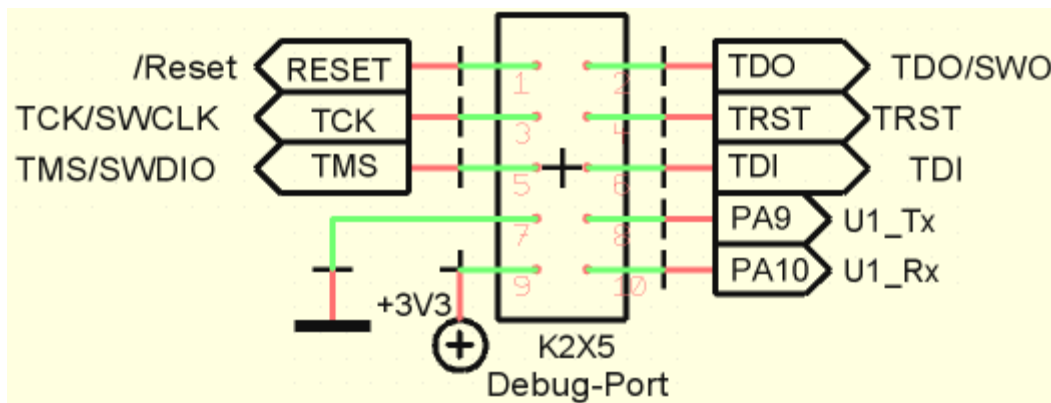 /Reset RESET 1 2 TDO TDO/SWO
TCK/SWCLK TCK 3 4 TRST TRST
TMS/SWDIO TMS 5 6 TDI TDI
7 8 PA9 U1_Tx
9 10 PA10 U1_Rx
+3V3
K2X5
Debug-Port